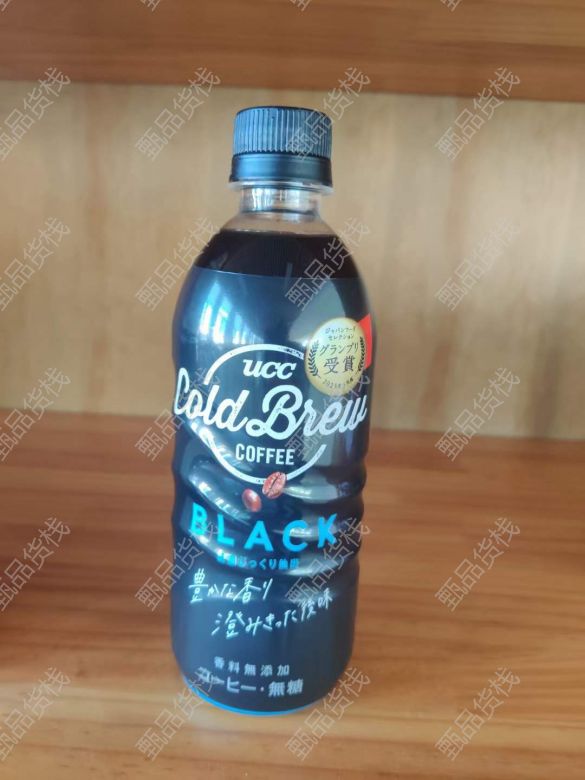 ジャパンフード
セレクション
グランプリ
受賞
UCC
Cold Brew
COFFEE
BLACK
豊かな香り
澄みきった後味
香料無添加
コーヒー・無糖
甄品货栈